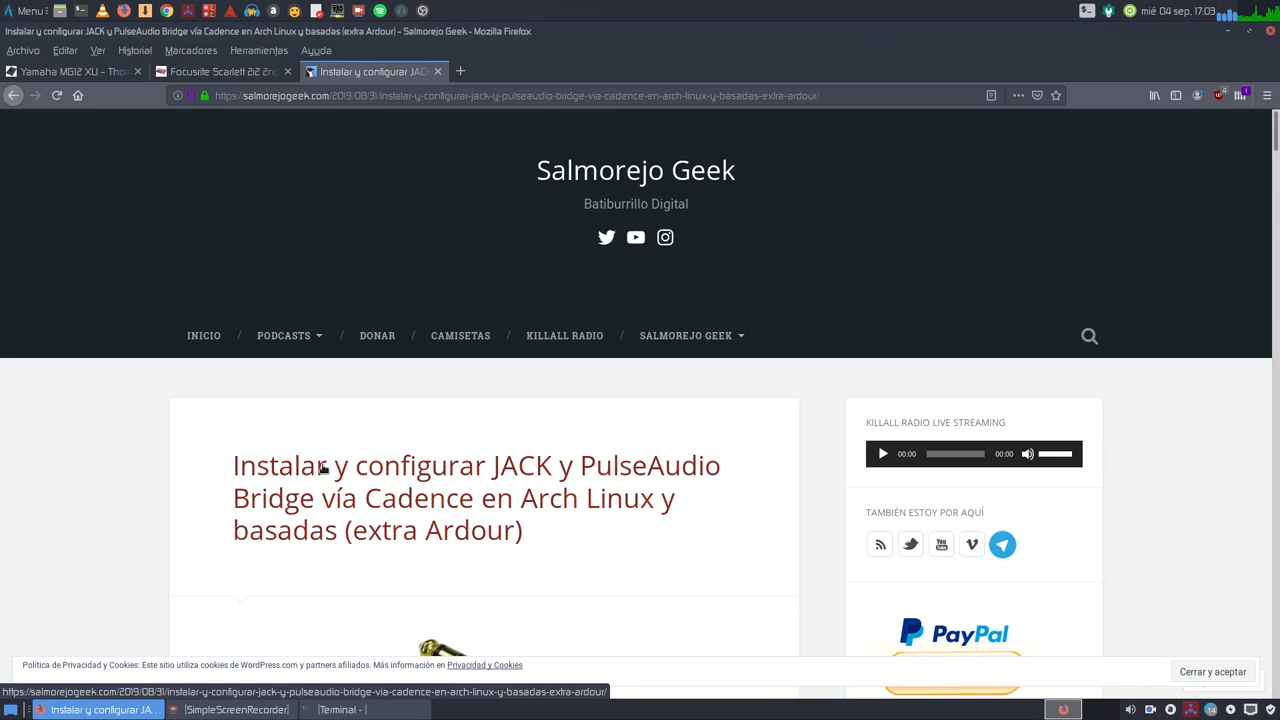 Menu
mié 04 sep, 17:03
Instalar y configurar JACK y PulseAudio Bridge vía Cadence en Arch Linux y basadas (extra Ardour) – Salmorejo Geek - Mozilla Firefox
Archivo Editar Ver Historial Marcadores Herramientas Ayuda
Yamaha MG12 XU – Tho
Focusrite Scarlett 2i2 2nd
Instalar y configurar JAC
https://salmorejogeek.com/2019/08/31/instalar-y-configurar-jack-y-pulseaudio-bridge-via-cadence-en-arch-linux-y-basadas-extra-ardour/
4
1
Salmorejo Geek
Batiburrillo Digital
INICIO / PODCASTS / DONAR / CAMISETAS / KILLALL RADIO / SALMOREJO GEEK
Instalar y configurar JACK y PulseAudio
Bridge vía Cadence en Arch Linux y
basadas (extra Ardour)
KILLALL RADIO LIVE STREAMING
00:00 00:00
TAMBIÉN ESTOY POR AQUÍ
You Tube
PayPal
Política de Privacidad y Cookies: Este sitio utiliza cookies de WordPress.com y partners afiliados. Más información en Privacidad y Cookies
Cerrar y aceptar
https://salmorejogeek.com/2019/08/31/instalar-y-configurar-jack-y-pulseaudio-bridge-via-cadence-en-arch-linux-y-basadas-extra-ardour/
Instalar y configurar JA...
[SimpleScreenRecorder]
[Terminal - ]
14